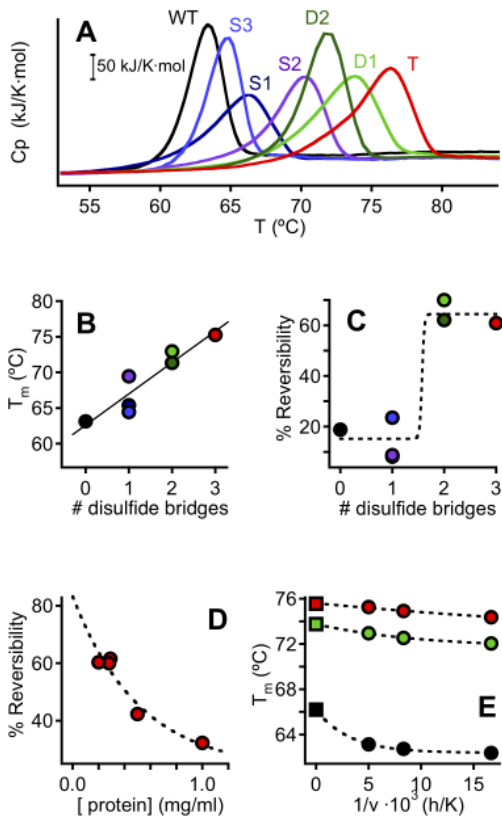 A
WT
S3
D2
S2
D1
T
S1
50 kJ/K·mol
Cp (kJ/K·mol)
55 60 65 70 75 80
T (ºC)
B
80
75
70
65
60
Tm (ºC)
0 1 2 3
# disulfide bridges
C
60
40
20
% Reversibility
0 1 2 3
# disulfide bridges
D
80
60
40
% Reversibility
0.0 0.5 1.0
[ protein] (mg/ml)
E
76
72
68
64
Tm (ºC)
0 5 10 15
1/v ·10³ (h/K)